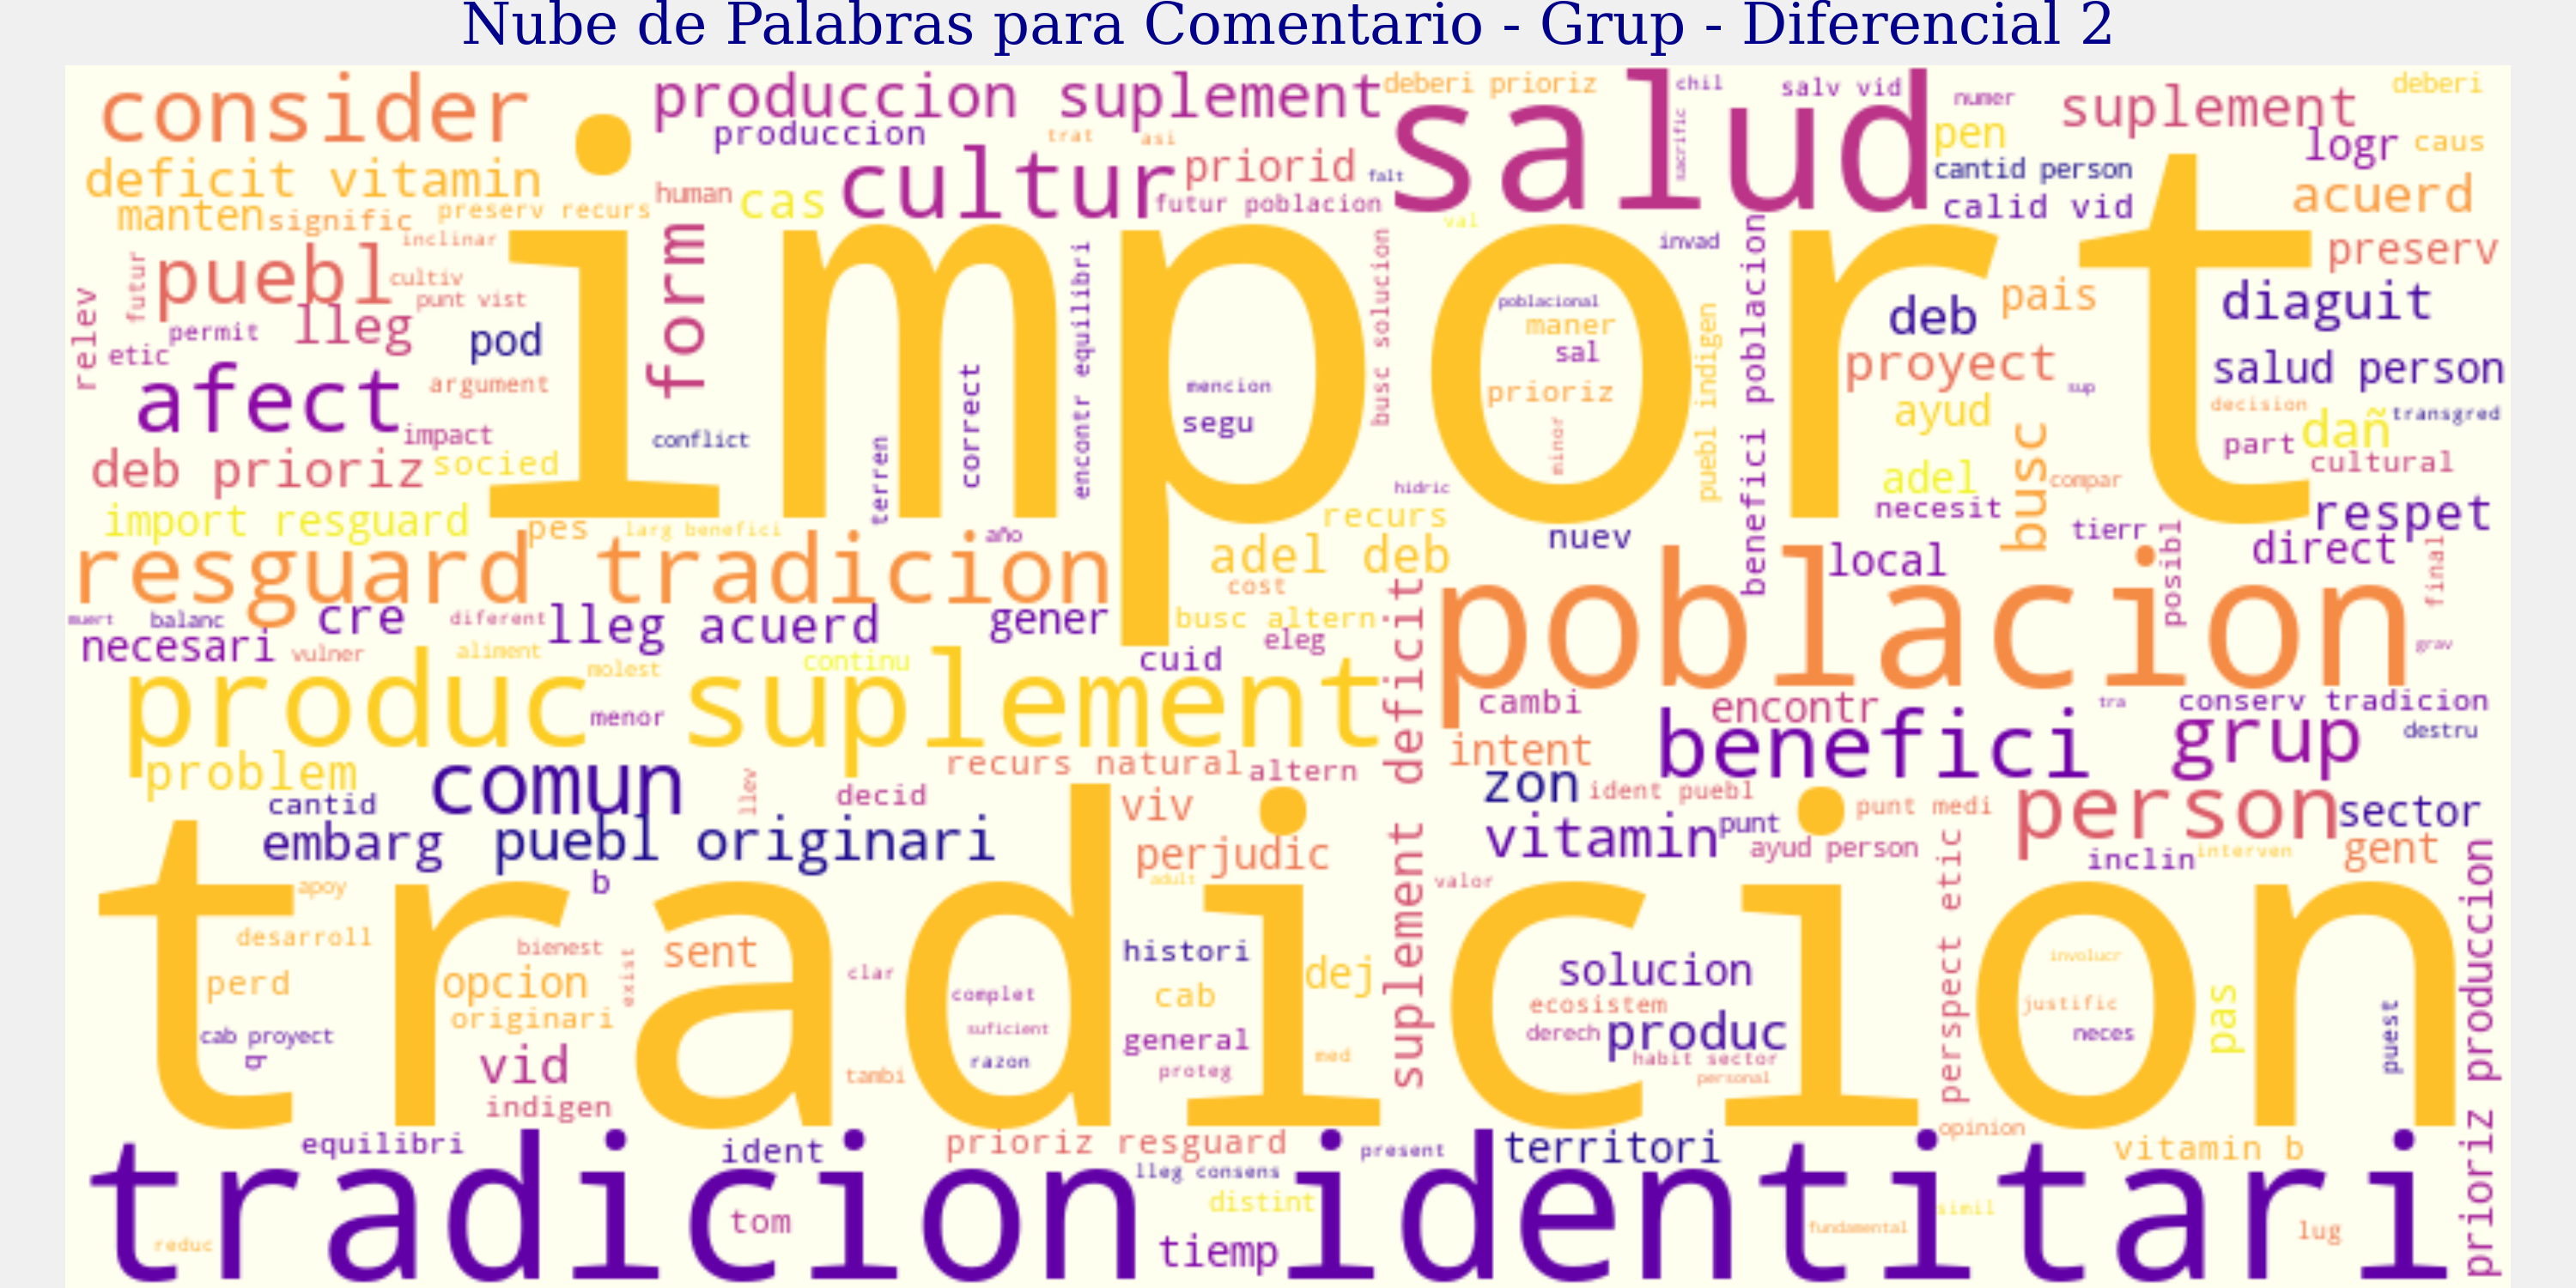 Nube de Palabras para Comentario - Grup - Diferencial 2
consider
produccion suplement
deberi prioriz
salud
chil
salv vid
numer
suplement
deberi
produccion
trat
asi
sacrific
pen
logr
caus
deficit vitamin
human
cas
cultur
priorid
falt
cantid person
acuerd
manten
signific
preserv recurs
futur poblacion
val
calid vid
inclinar
form
invad
preserv
import
puebl
cultiv
futur
punt vist
relev
permit
lleg
pod
etic
afect
argument
impact
conflict
terren
correct
encontr equilibri
mencion
segu
busc solucion
poblacional
maner
sal
prioriz
minor
puebl indigen
benefici poblacion
deb
pais
diaguit
proyect
sup
salud person
ayud
decision
dañ
transgred
part
cultural
busc
adel
compar
necesit
tierr
respet
deb prioriz
socied
import resguard
pes
larg benefici
año
hidric
recurs
nuev
adel deb
resguard tradicion
cost
local
posibl
direct
final
poblacion
muert
balanc
cre
diferent
lleg acuerd
gener
busc altern
eleg
necesari
vulner
aliment
molest
continu
cuid
grav
produc suplement
menor
suplement deficit
cambi
encontr
tra
conserv tradicion
benefici
grup
destru
intent
problem
comun
recurs natural
altern
cantid
llev
decid
viv
zon
ident puebl
punt medi
person
sector
embarg
puebl originari
perjudic
vitamin
punt
ayud person
inclin
interven
gent
b
adult
valor
perspect etic
prioriz produccion
tradicion
apoy
desarroll
bienest
exist
sent
clar
histori
dej
solucion
involucr
perd
opcion
originari
complet
suficient
razon
cab
general
proteg
med
ecosistem
derech
produc
habit sector
personal
justific
neces
pas
puest
cab proyect
q
vid
indigen
tambi
equilibri
ident
prioriz resguard
lleg consens
present
territori
opinion
vitamin b
tradicion identitari
distint
tom
tiemp
reduc
fundamental
simil
lug